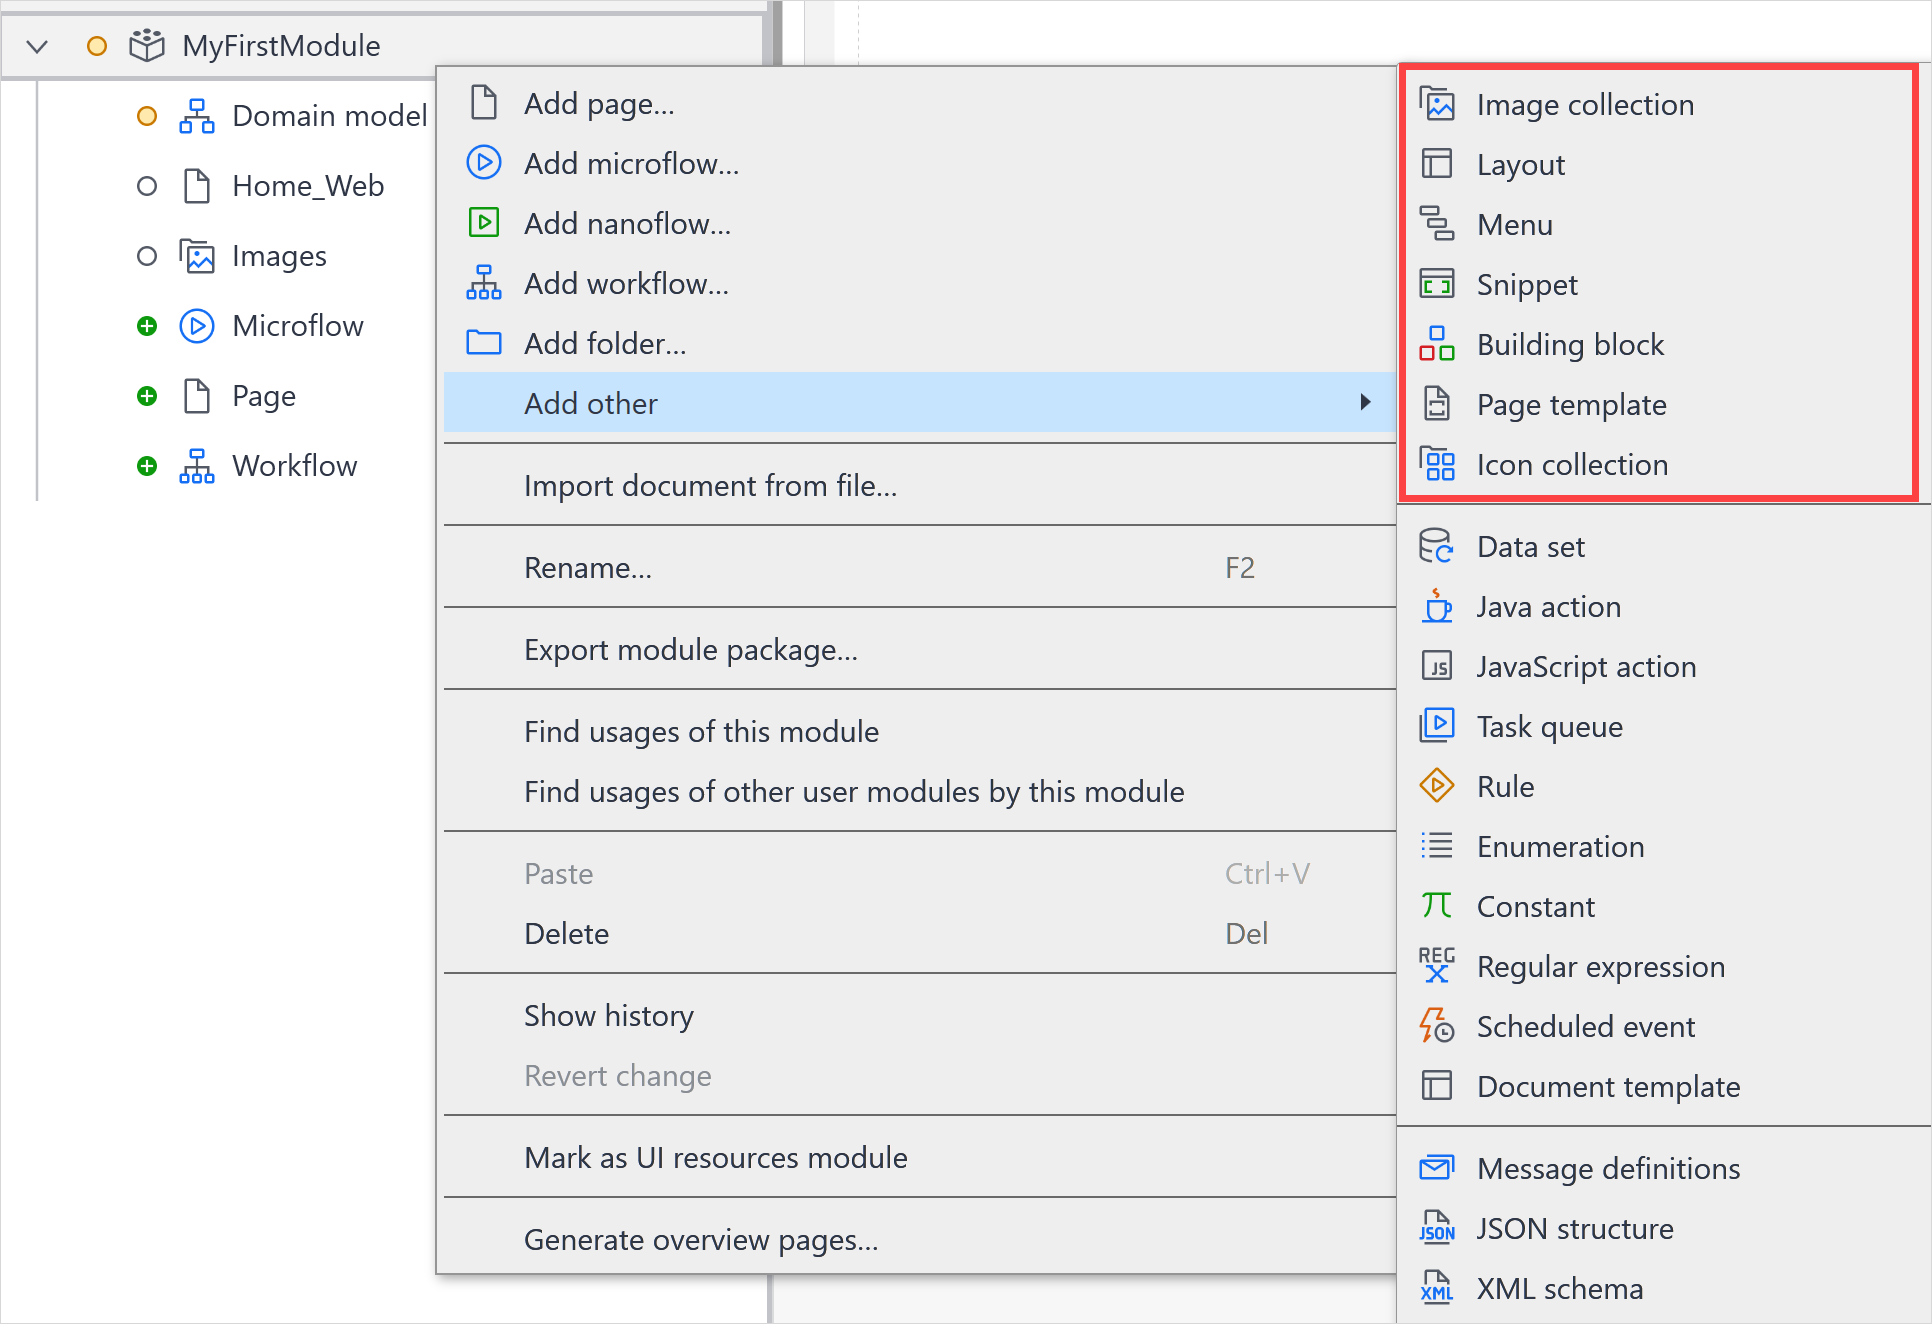 MyFirstModule
Domain model
Home_Web
Images
Microflow
Page
Workflow
Add page...
Add microflow...
Add nanoflow...
Add workflow...
Add folder...
Add other
Import document from file...
Rename... F2
Export module package...
Find usages of this module
Find usages of other user modules by this module
Paste Ctrl+V
Delete Del
Show history
Revert change
Mark as UI resources module
Generate overview pages...
Image collection
Layout
Menu
Snippet
Building block
Page template
Icon collection
Data set
Java action
JS JavaScript action
Task queue
Rule
Enumeration
Constant
REG X Regular expression
Scheduled event
Document template
Message definitions
JSON JSON structure
XML XML schema